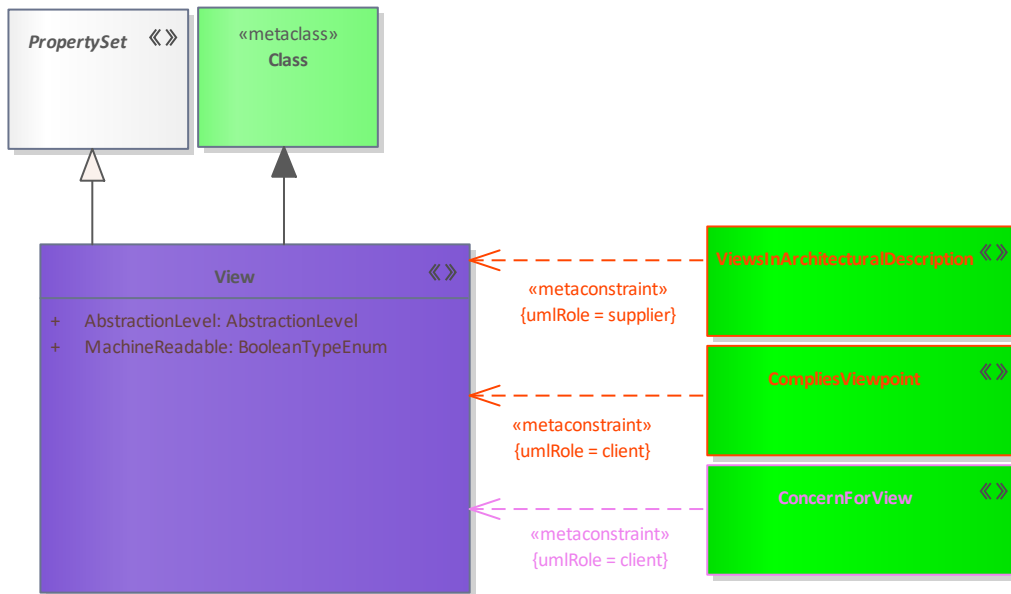 PropertySet «»
«metaclass»
Class
View «»
+ AbstractionLevel: AbstractionLevel
+ MachineReadable: BooleanTypeEnum
ViewsInArchitecturalDescription «»
«metaconstraint»
{umlRole = supplier}
CompliesViewpoint «»
«metaconstraint»
{umlRole = client}
ConcernForView «»
«metaconstraint»
{umlRole = client}